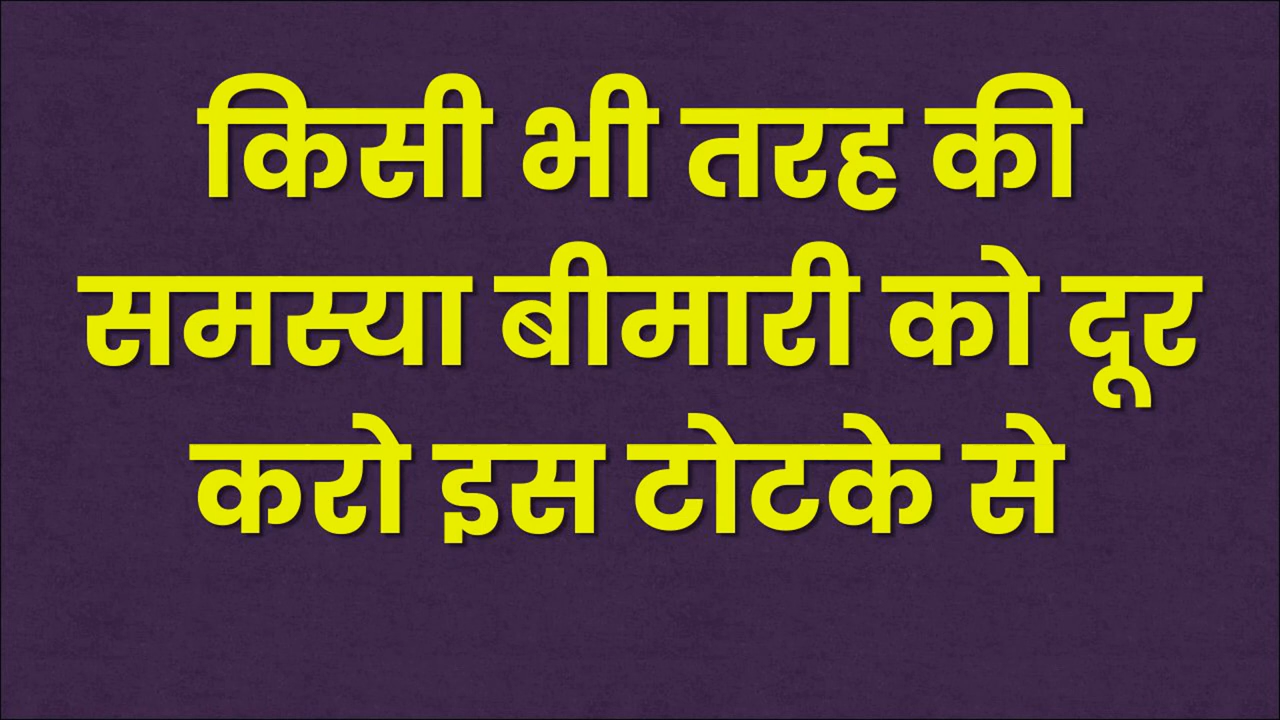 किसी भी तरह की
समस्या बीमारी को दूर
करो इस टोटके से